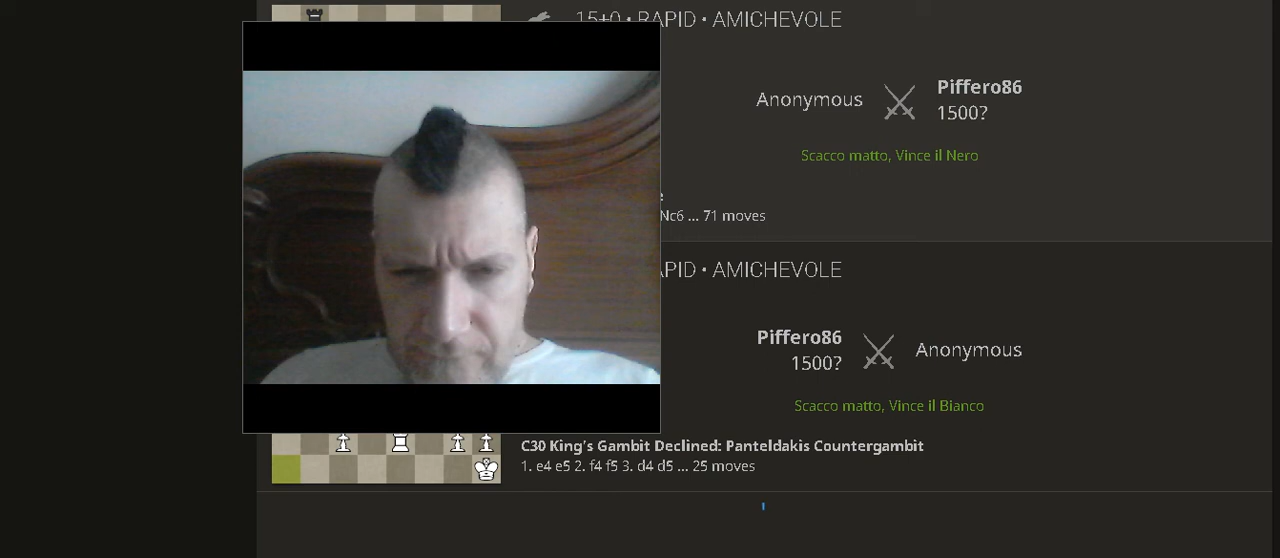 15+0 • RAPID • AMICHEVOLE
Anonymous
Piffero86
1500?
Scacco matto, Vince il Nero
Nc6 ... 71 moves
RAPID • AMICHEVOLE
Piffero86
1500?
Anonymous
Scacco matto, Vince il Bianco
C30 King's Gambit Declined: Panteldakis Countergambit
1. e4 e5 2. f4 f5 3. d4 d5 ... 25 moves